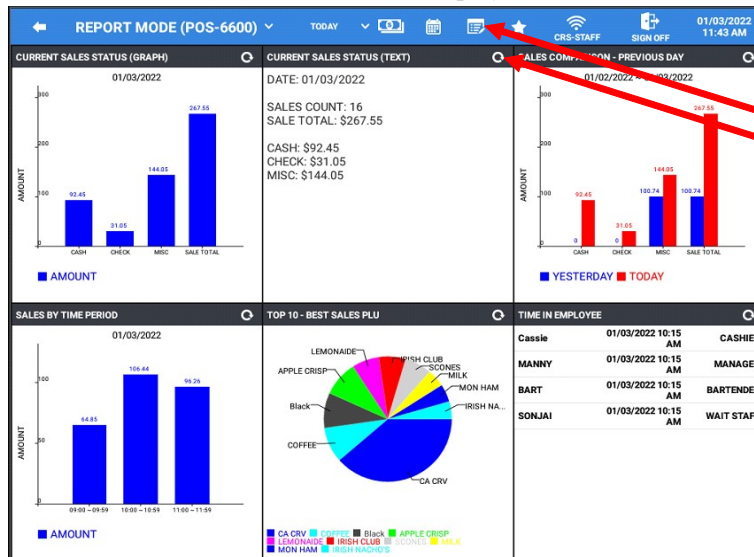 REPORT MODE (POS-6600)
TODAY
CRS-STAFF
SIGN OFF
01/03/2022
11:43 AM
CURRENT SALES STATUS (GRAPH)
01/03/2022
300
200
100
0
AMOUNT
92.45
31.05
144.05
267.55
CASH
CHECK
MISC
SALE TOTAL
AMOUNT
CURRENT SALES STATUS (TEXT)
DATE: 01/03/2022
SALES COUNT: 16
SALE TOTAL: $267.55
CASH: $92.45
CHECK: $31.05
MISC: $144.05
SALES COMPARISON - PREVIOUS DAY
01/02/2022 ~ 01/03/2022
300
200
100
0
AMOUNT
0
92.45
0
31.05
100.74
144.05
100.74
267.55
CASH
CHECK
MISC
SALE TOTAL
YESTERDAY
TODAY
SALES BY TIME PERIOD
01/03/2022
100
50
0
AMOUNT
64.85
106.44
96.26
09:00 ~ 09:59
10:00 ~ 10:59
11:00 ~ 11:59
AMOUNT
TOP 10 - BEST SALES PLU
LEMONAIDE
IRISH CLUB
SCONES
MILK
MON HAM
IRISH NA...
APPLE CRISP
Black
COFFEE
CA CRV
CA CRV COFFEE Black APPLE CRISP
LEMONAIDE IRISH CLUB SCONES MILK
MON HAM IRISH NACHO'S
TIME IN EMPLOYEE
Cassie 01/03/2022 10:15 AM CASHIE
MANNY 01/03/2022 10:15 AM MANAGE
BART 01/03/2022 10:15 AM BARTENDE
SONJAI 01/03/2022 10:15 AM WAIT STAF